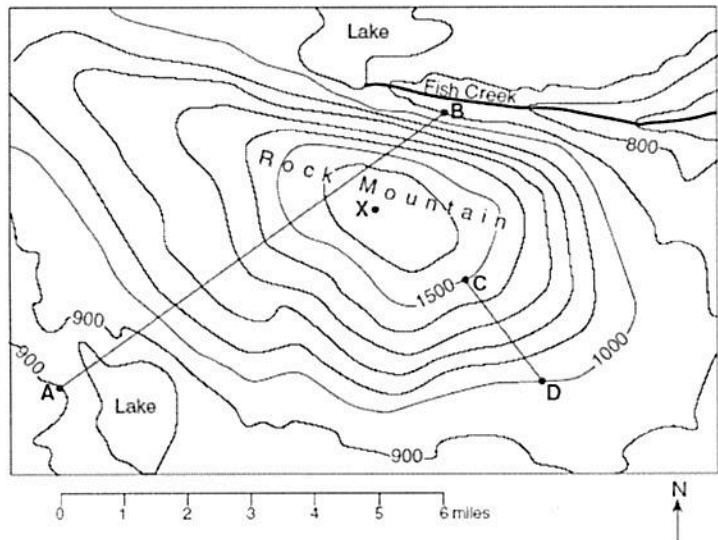 Lake
Fish Creek
B
800
Rock Mountain
X
C
1500
900
1000
900
A
D
Lake
900
0 1 2 3 4 5 6 miles
N